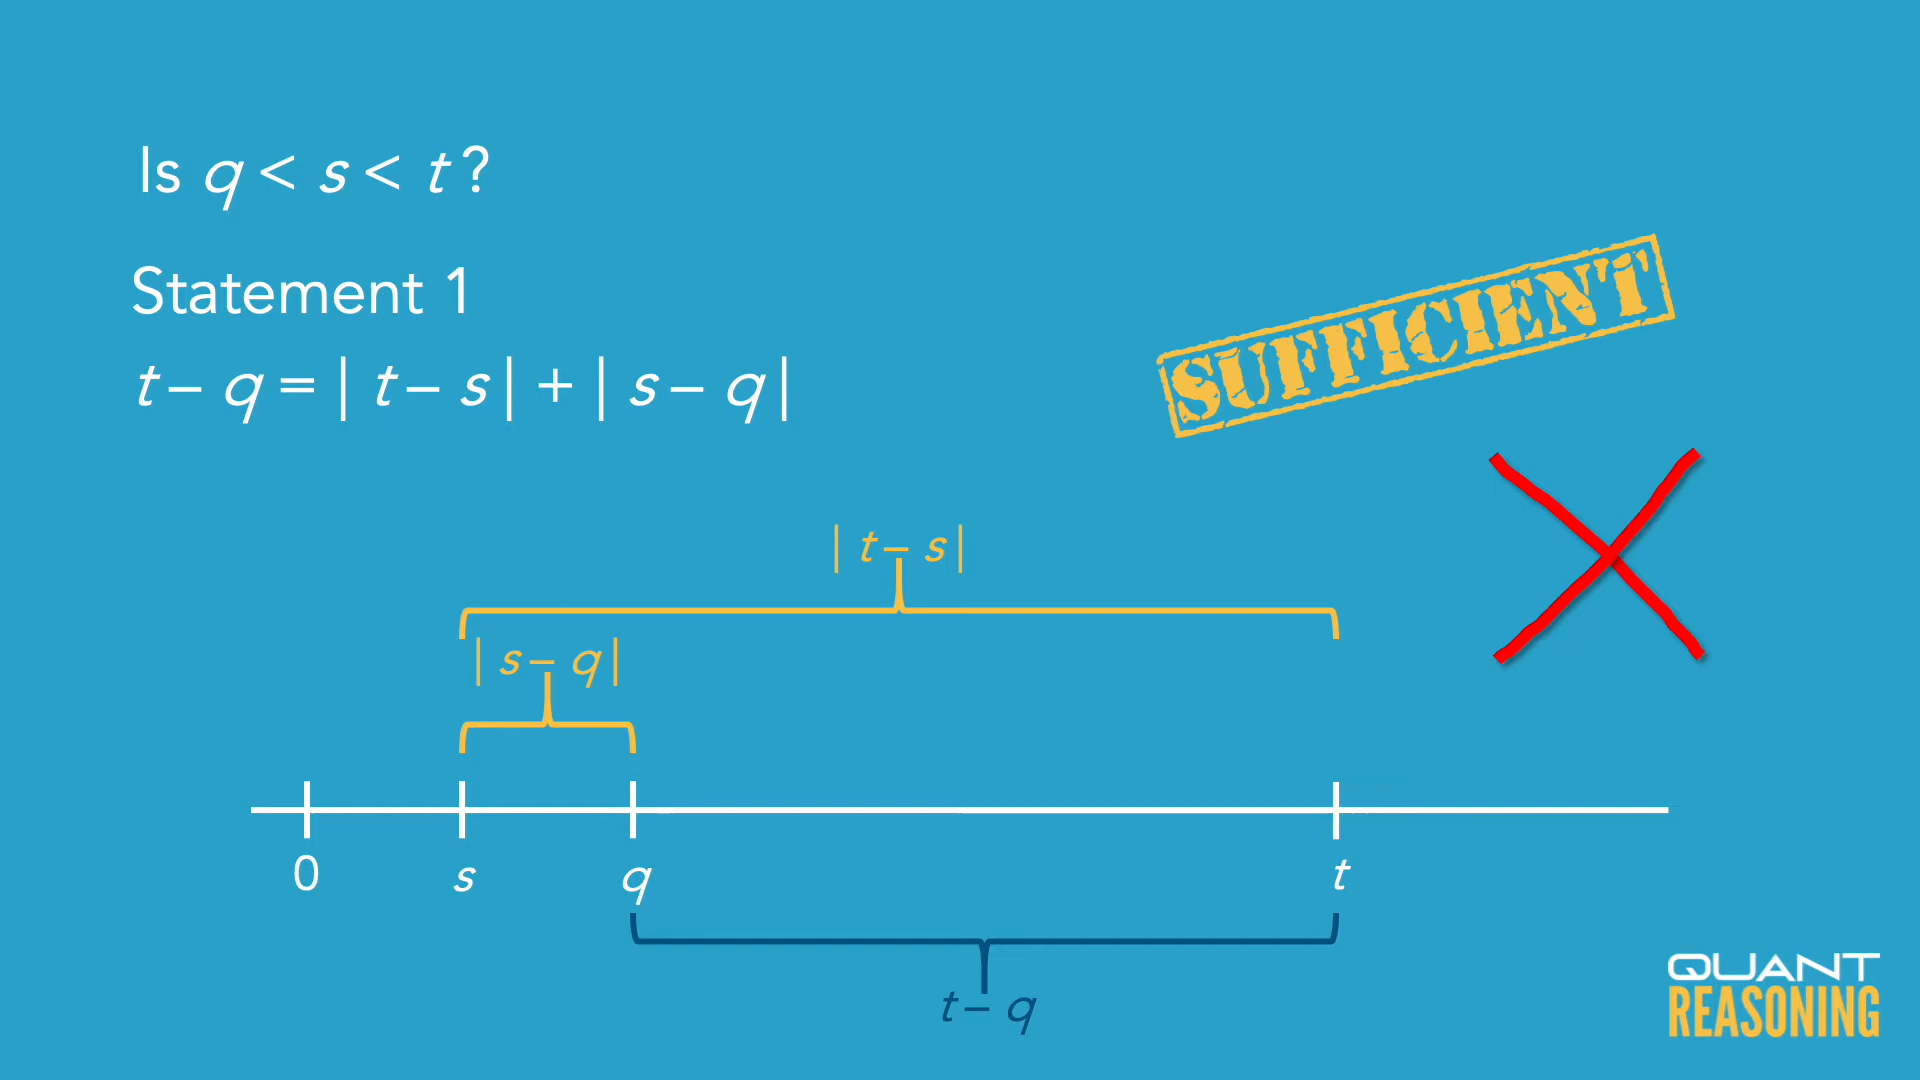 Is q < s < t ?
Statement 1
t – q = | t – s | + | s – q |
SUFFICIENT
| t – s |
| s – q |
0 s q t
t – q
QUANT
REASONING